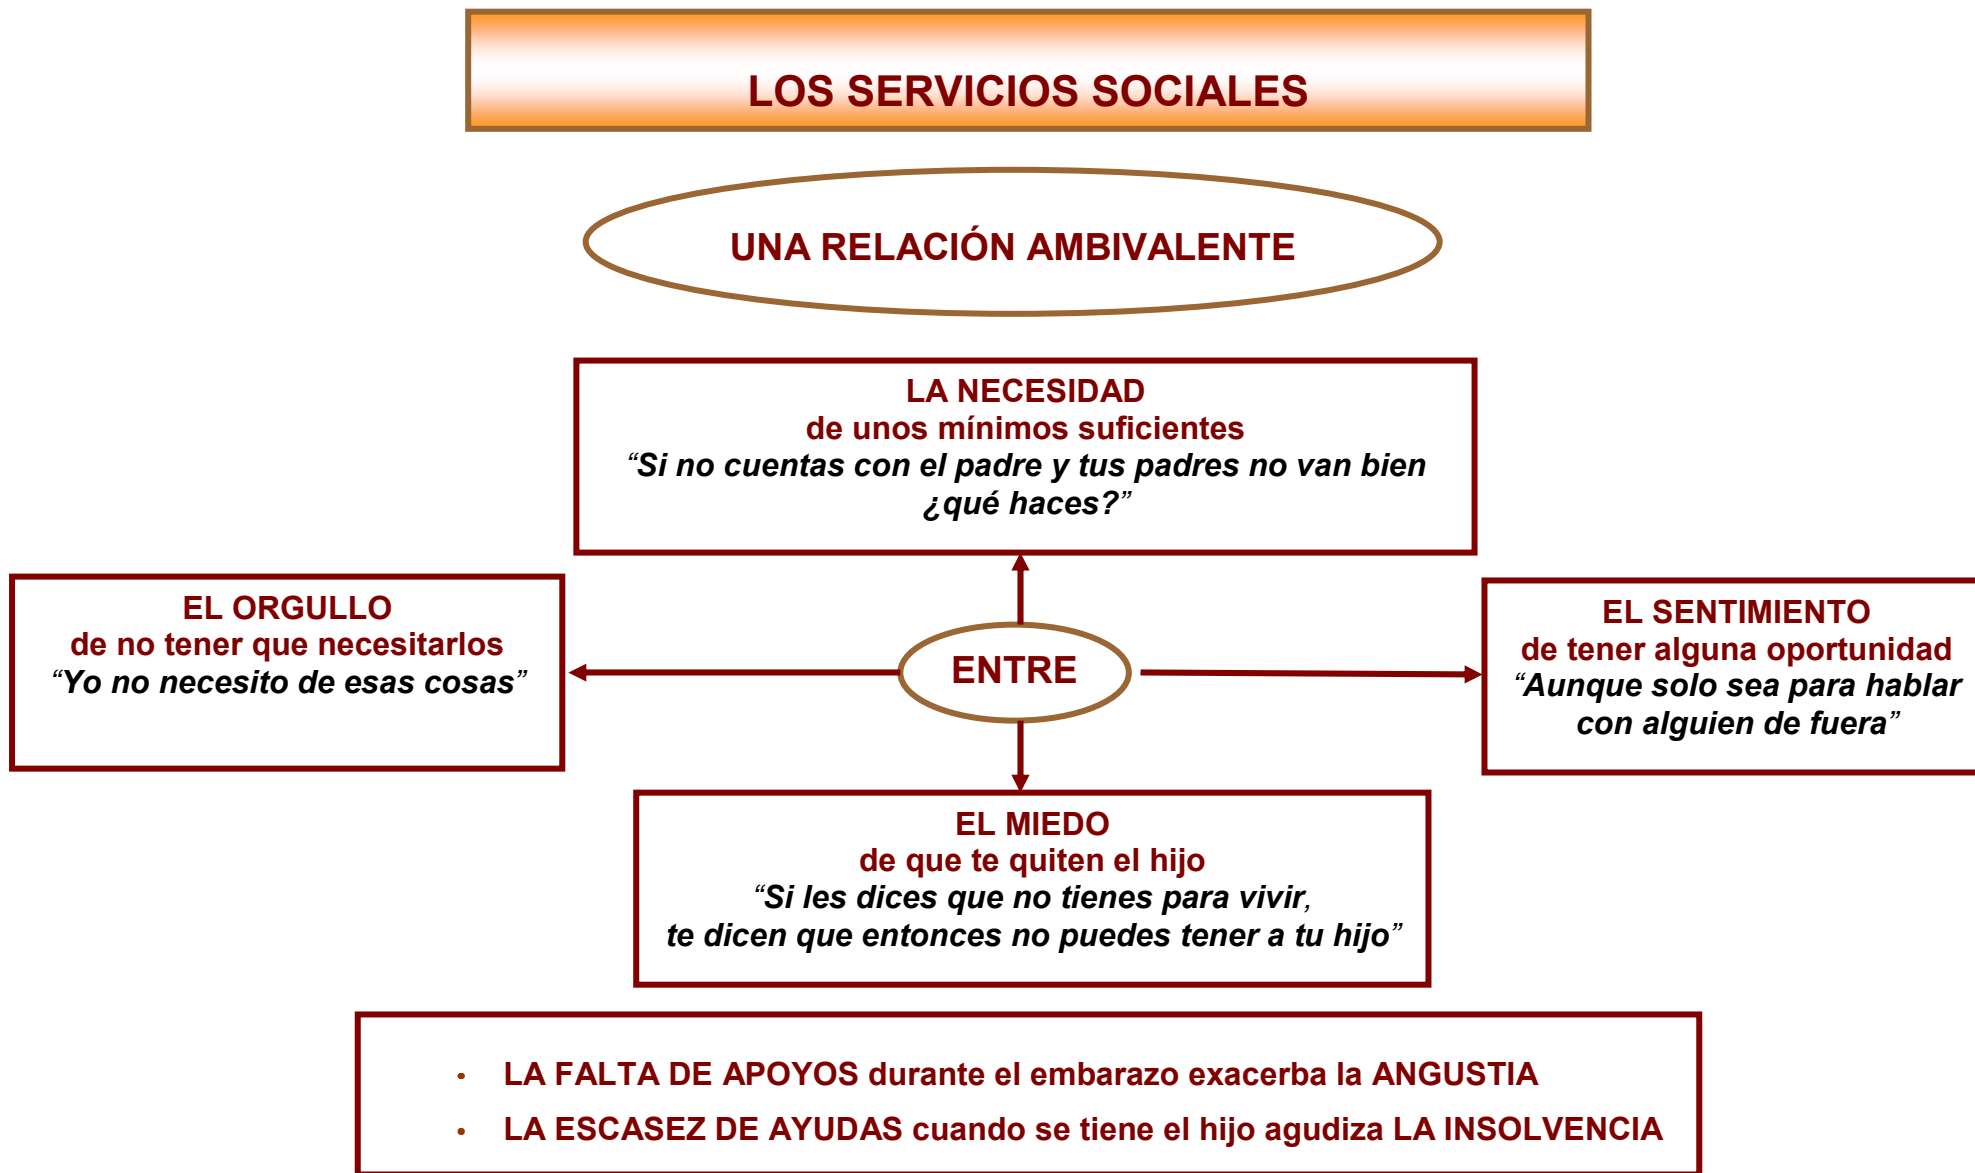 LOS SERVICIOS SOCIALES
UNA RELACIÓN AMBIVALENTE
LA NECESIDAD
de unos mínimos suficientes
“Si no cuentas con el padre y tus padres no van bien
¿qué haces?”
EL ORGULLO
de no tener que necesitarlos
“Yo no necesito de esas cosas”
ENTRE
EL SENTIMIENTO
de tener alguna oportunidad
“Aunque solo sea para hablar
con alguien de fuera”
EL MIEDO
de que te quiten el hijo
“Si les dices que no tienes para vivir,
te dicen que entonces no puedes tener a tu hijo”
• LA FALTA DE APOYOS durante el embarazo exacerba la ANGUSTIA
• LA ESCASEZ DE AYUDAS cuando se tiene el hijo agudiza LA INSOLVENCIA